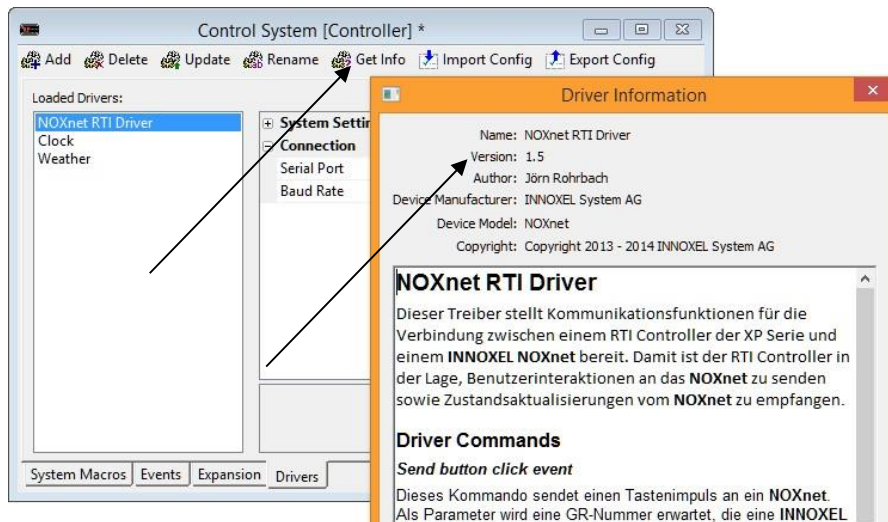 Control System [Controller] *
Add Delete Update Rename Get Info Import Config Export Config
Loaded Drivers:
NOXnet RTI Driver
Clock
Weather
System Settin
Connection
Serial Port
Baud Rate
System Macros Events Expansion Drivers
Driver Information
Name: NOXnet RTI Driver
Version: 1.5
Author: Jörn Rohrbach
Device Manufacturer: INNOXEL System AG
Device Model: NOXnet
Copyright: Copyright 2013 - 2014 INNOXEL System AG
NOXnet RTI Driver
Dieser Treiber stellt Kommunikationsfunktionen für die
Verbindung zwischen einem RTI Controller der XP Serie und
einem INNOXEL NOXnet bereit. Damit ist der RTI Controller in
der Lage, Benutzerinteraktionen an das NOXnet zu senden
sowie Zustandsaktualisierungen vom NOXnet zu empfangen.
Driver Commands
Send button click event
Dieses Kommando sendet einen Tastenimpuls an ein NOXnet.
Als Parameter wird eine GR-Nummer erwartet, die eine INNOXEL